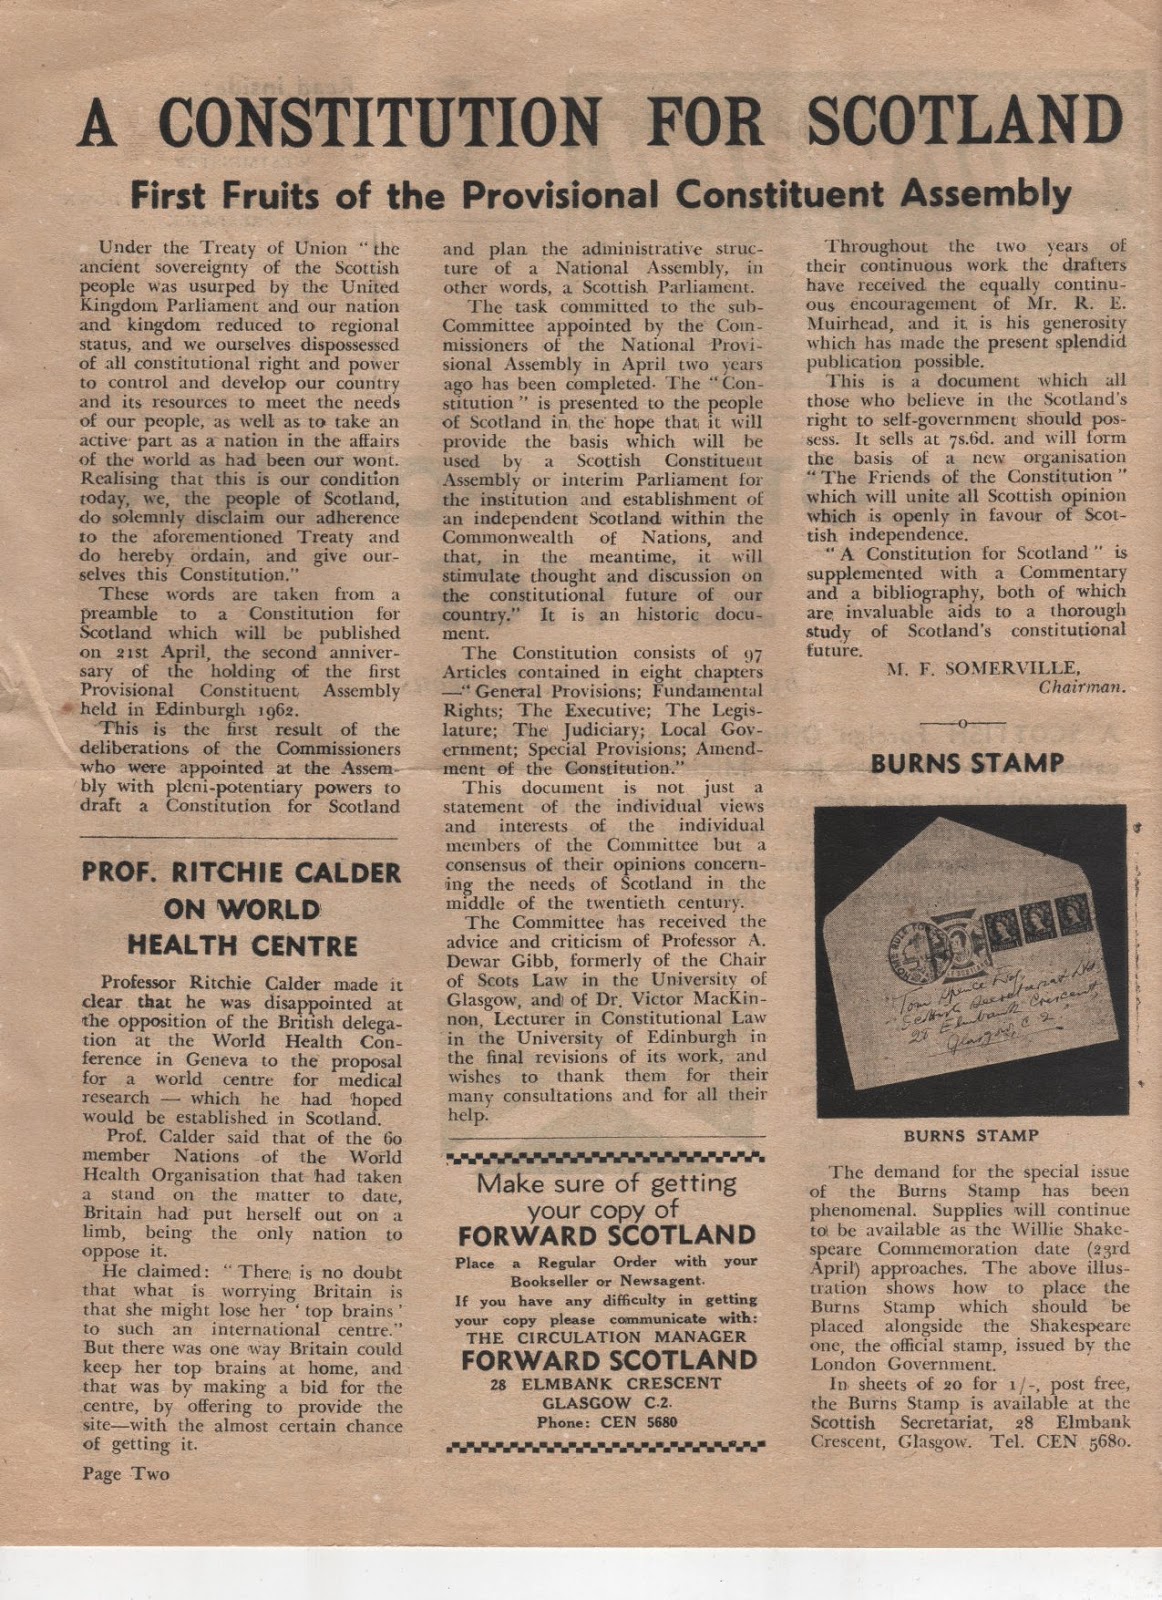 A CONSTITUTION FOR SCOTLAND
First Fruits of the Provisional Constituent Assembly
Under the Treaty of Union "the
ancient sovereignty of the Scottish
people was usurped by the United
Kingdom Parliament and our nation
and kingdom reduced to regional
status, and we ourselves dispossessed
of all constitutional right and power
to control and develop our country
and its resources to meet the needs
of our people, as well as to take an
active part as a nation in the affairs
of the world as had been our wont.
Realising that this is our condition
today, we, the people of Scotland,
do solemnly disclaim our adherence
to the aforementioned Treaty and
do hereby ordain, and give our-
selves this Constitution."
These words are taken from a
preamble to a Constitution for
Scotland which will be published
on 21st April, the second anniver-
sary of the holding of the first
Provisional Constituent Assembly
held in Edinburgh 1962.
This is the first result of the
deliberations of the Commissioners
who were appointed at the Assem-
bly with pleni-potentiary powers to
draft a Constitution for Scotland
and plan the administrative struc-
ture of a National Assembly, in
other words, a Scottish Parliament.
The task committed to the sub-
Committee appointed by the Com-
missioners of the National Provi-
sional Assembly in April two years
ago has been completed. The "Con-
stitution" is presented to the people
of Scotland in the hope that it will
provide the basis which will be
used by a Scottish Constituent
Assembly or interim Parliament for
the institution and establishment of
an independent Scotland within the
Commonwealth of Nations, and
that, in the meantime, it will
stimulate thought and discussion on
the constitutional future of our
country." It is an historic docu-
ment.
The Constitution consists of 97
Articles contained in eight chapters
—"General Provisions; Fundamental
Rights; The Executive; The Legis-
lature; The Judiciary; Local Gov-
ernment; Special Provisions; Amend-
ment of the Constitution."
This document is not just a
statement of the individual views
and interests of the individual
members of the Committee but a
consensus of their opinions concern-
ing the needs of Scotland in the
middle of the twentieth century.
The Committee has received the
advice and criticism of Professor A.
Dewar Gibb, formerly of the Chair
of Scots Law in the University of
Glasgow, and of Dr. Victor MacKin-
non, Lecturer in Constitutional Law
in the University of Edinburgh in
the final revisions of its work, and
wishes to thank them for their
many consultations and for all their
help.
Throughout the two years of
their continuous work the drafters
have received the equally continu-
ous encouragement of Mr. R. E.
Muirhead, and it is his generosity
which has made the present splendid
publication possible.
This is a document which all
those who believe in the Scotland's
right to self-government should pos-
sess. It sells at 7s.6d. and will form
the basis of a new organisation
"The Friends of the Constitution"
which will unite all Scottish opinion
which is openly in favour of Scot-
tish independence.
"A Constitution for Scotland" is
supplemented with a Commentary
and a bibliography, both of which
are invaluable aids to a thorough
study of Scotland's constitutional
future.
M. F. SOMERVILLE,
Chairman.
PROF. RITCHIE CALDER
ON WORLD
HEALTH CENTRE
Professor Ritchie Calder made it
clear that he was disappointed at
the opposition of the British delega-
tion at the World Health Con-
ference in Geneva to the proposal
for a world centre for medical
research — which he had hoped
would be established in Scotland.
Prof. Calder said that of the 60
member Nations of the World
Health Organisation that had taken
a stand on the matter to date,
Britain had put herself out on a
limb, being the only nation to
oppose it.
He claimed: "There is no doubt
that what is worrying Britain is
that she might lose her 'top brains'
to such an international centre."
But there was one way Britain could
keep her top brains at home, and
that was by making a bid for the
centre, by offering to provide the
site—with the almost certain chance
of getting it.
Page Two
Make sure of getting
your copy of
FORWARD SCOTLAND
Place a Regular Order with your
Bookseller or Newsagent.
If you have any difficulty in getting
your copy please communicate with:
THE CIRCULATION MANAGER
FORWARD SCOTLAND
28 ELMBANK CRESCENT
GLASGOW C.2.
Phone: CEN 5680
BURNS STAMP
Tom Spence Esq.
Scottish Secretariat Ltd
28 Elmbank Crescent,
Glasgow, C 2.
BURNS STAMP
The demand for the special issue
of the Burns Stamp has been
phenomenal. Supplies will continue
to be available as the Willie Shake-
speare Commemoration date (23rd
April) approaches. The above illus-
tration shows how to place the
Burns Stamp which should be
placed alongside the Shakespeare
one, the official stamp, issued by the
London Government.
In sheets of 20 for 1/-, post free,
the Burns Stamp is available at the
Scottish Secretariat, 28 Elmbank
Crescent, Glasgow. Tel. CEN 5680.